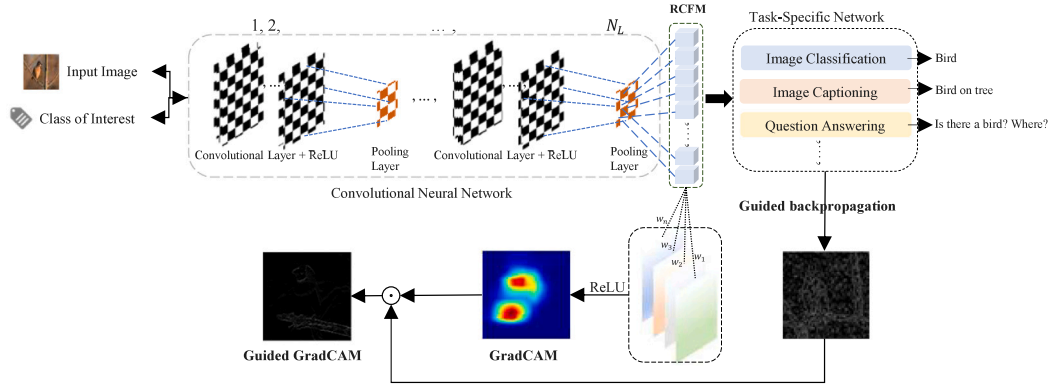 1, 2,
... ,
N_L
RCFM
Task-Specific Network
Input Image
Class of Interest
... , ... ,
Convolutional Layer + ReLU
Pooling
Layer
Convolutional Layer + ReLU
Pooling
Layer
Convolutional Neural Network
Image Classification
Bird
Image Captioning
Bird on tree
Question Answering
Is there a bird? Where?
Guided backpropagation
w_n
w_3
w_2
w_1
ReLU
Guided GradCAM
GradCAM